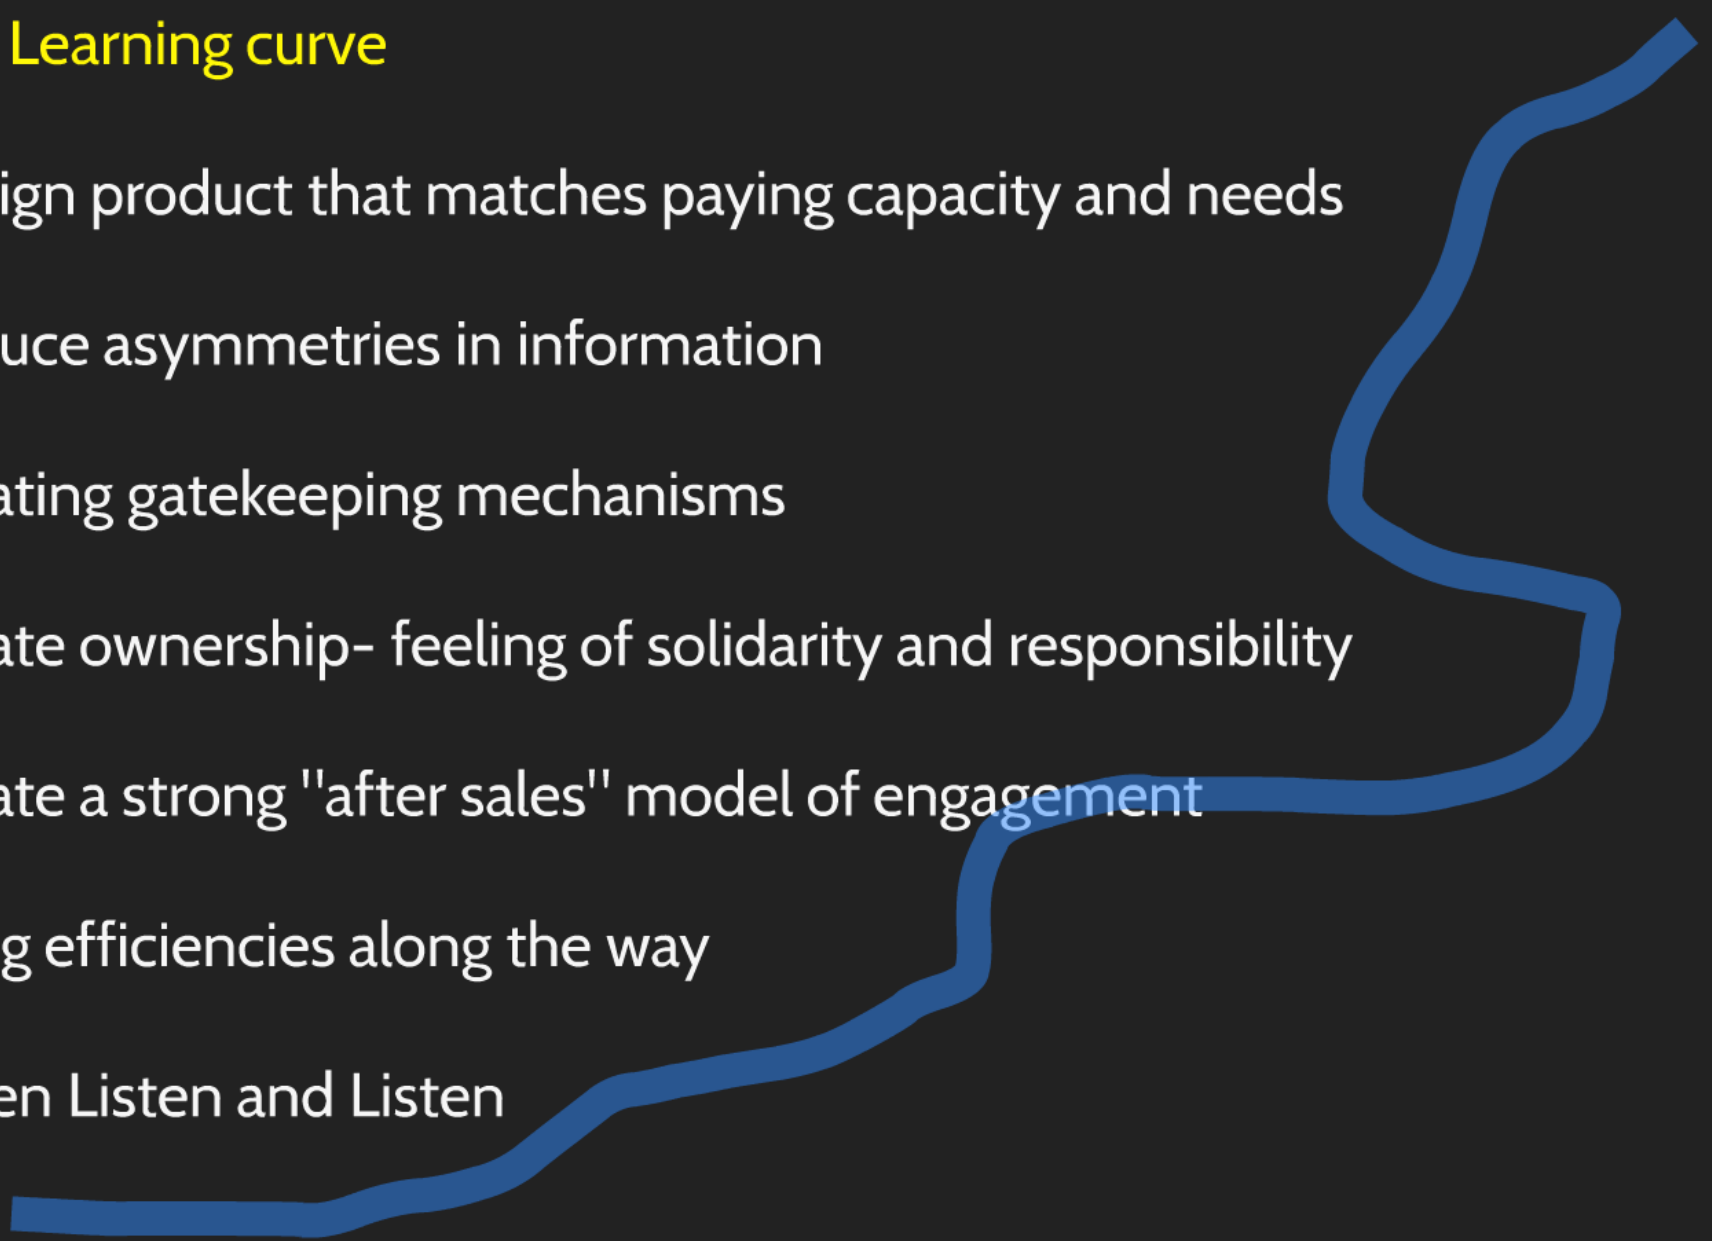 Learning curve
ign product that matches paying capacity and needs
uce asymmetries in information
ating gatekeeping mechanisms
ate ownership- feeling of solidarity and responsibility
ate a strong "after sales" model of engagement
g efficiencies along the way
en Listen and Listen